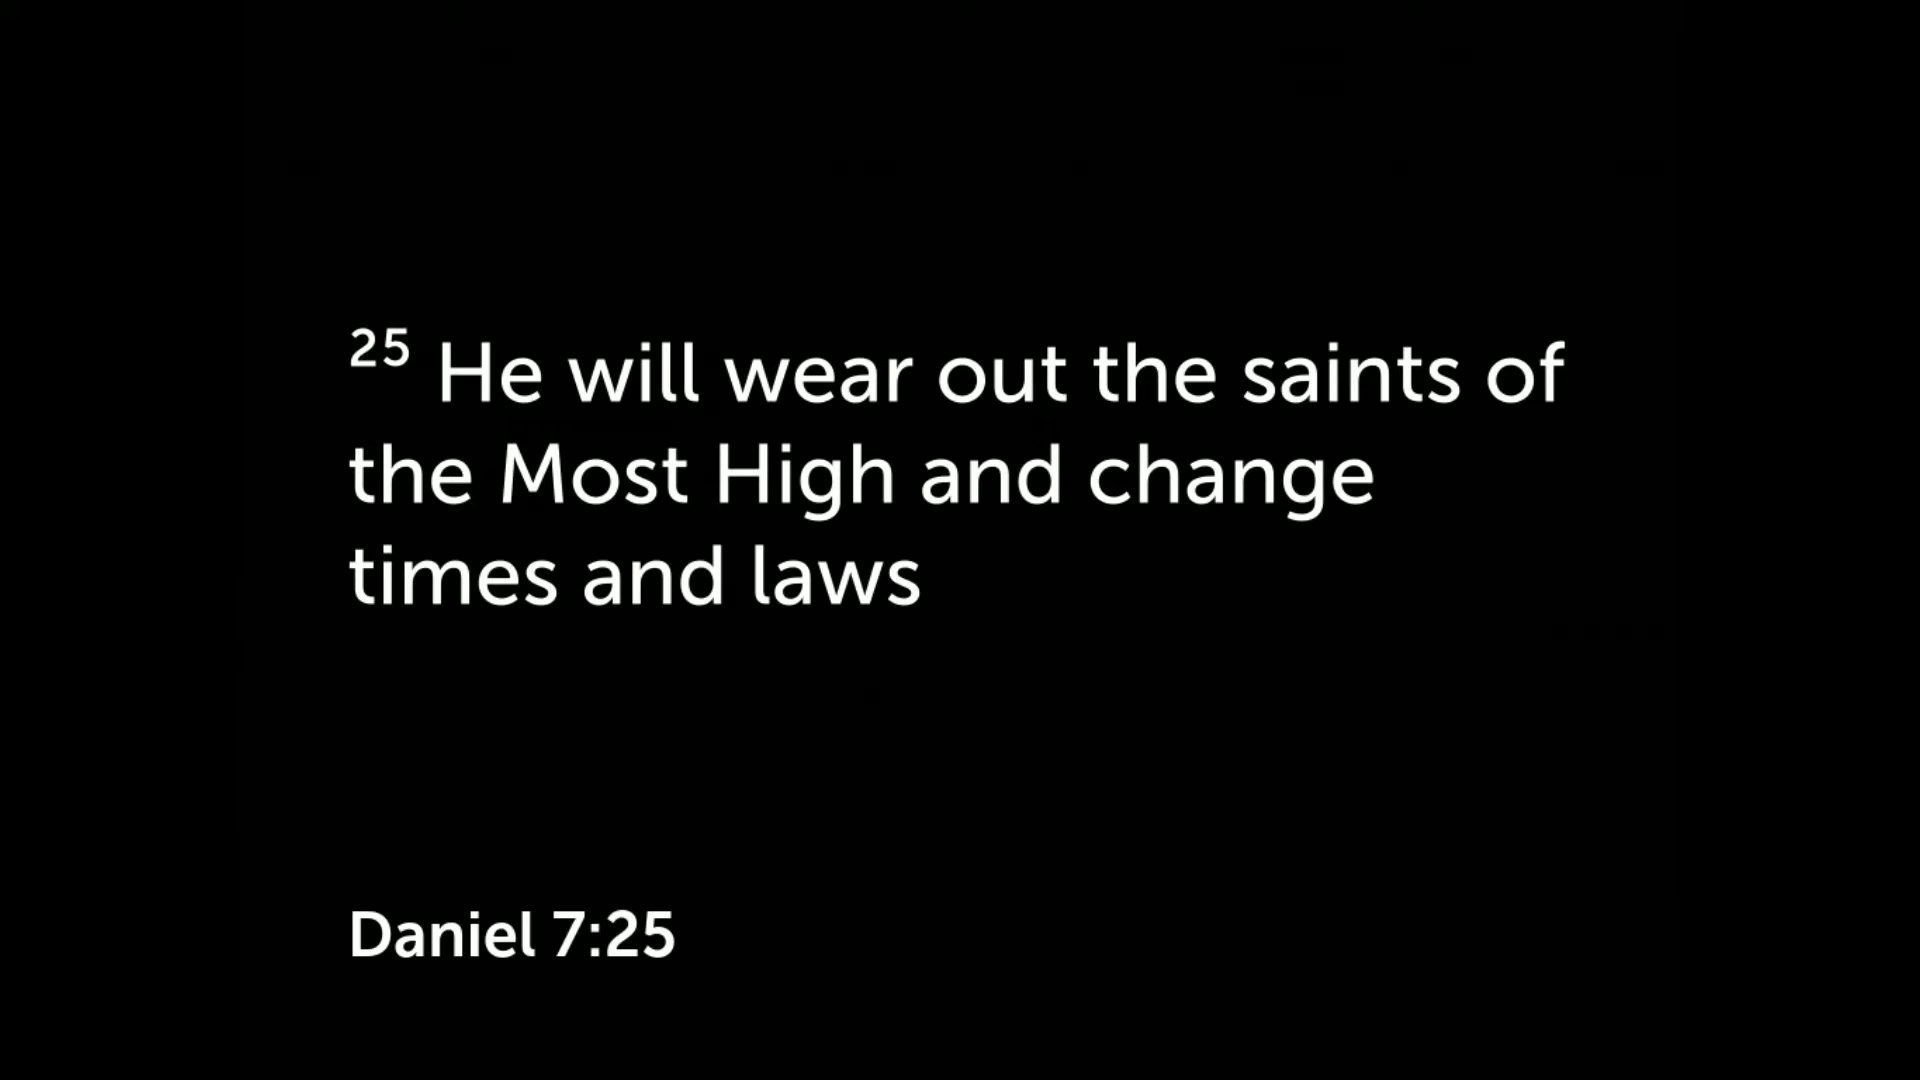 25 He will wear out the saints of
the Most High and change
times and laws
Daniel 7:25